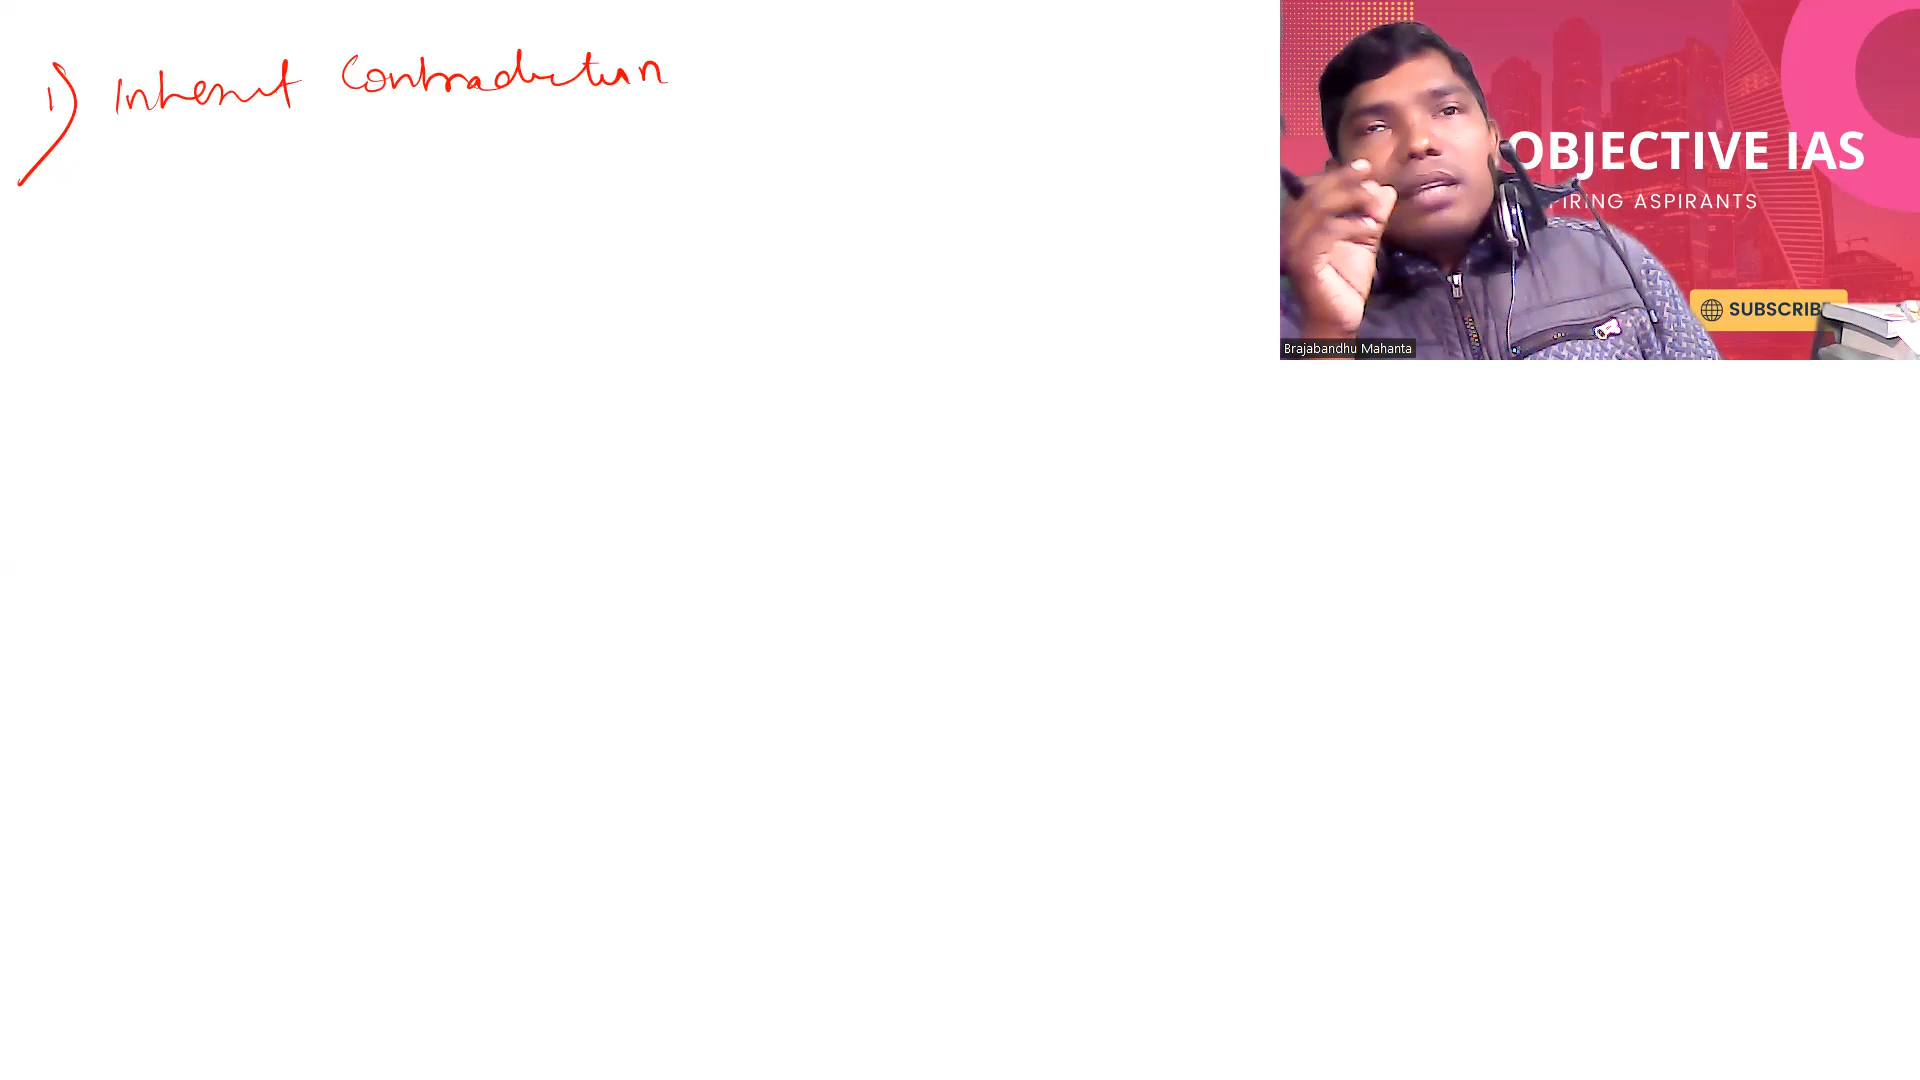 1) Inherent Contradiction
OBJECTIVE IAS
PIRING ASPIRANTS
SUBSCRIBE
Brajabandhu Mahanta